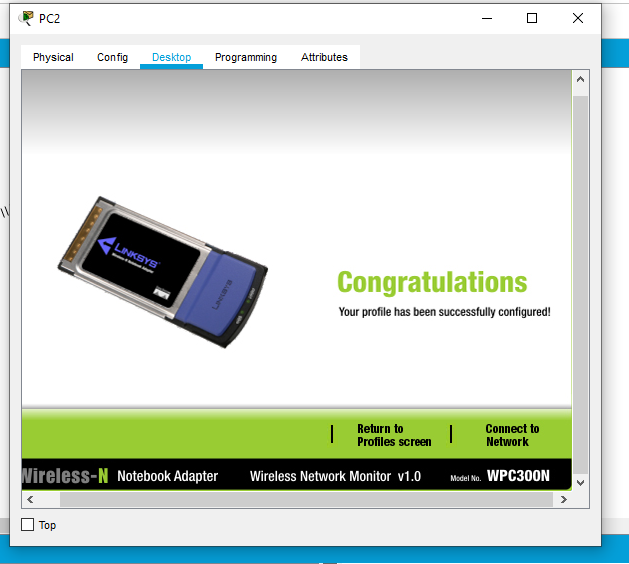 PC2
Physical Config Desktop Programming Attributes
LINKSYS
Congratulations
Your profile has been successfully configured!
Return to
Profiles screen
Connect to
Network
Wireless-N Notebook Adapter Wireless Network Monitor v1.0 Model No. WPC300N
Top